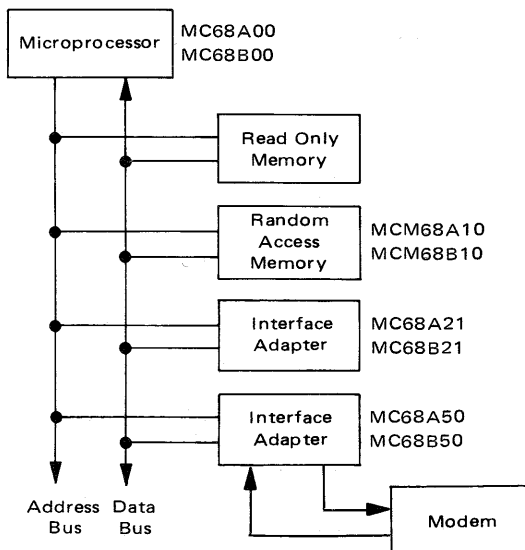 Microprocessor
MC68A00
MC68B00
Read Only
Memory
Random
Access
Memory
MCM68A10
MCM68B10
Interface
Adapter
MC68A21
MC68B21
Interface
Adapter
MC68A50
MC68B50
Address
Bus
Data
Bus
Modem